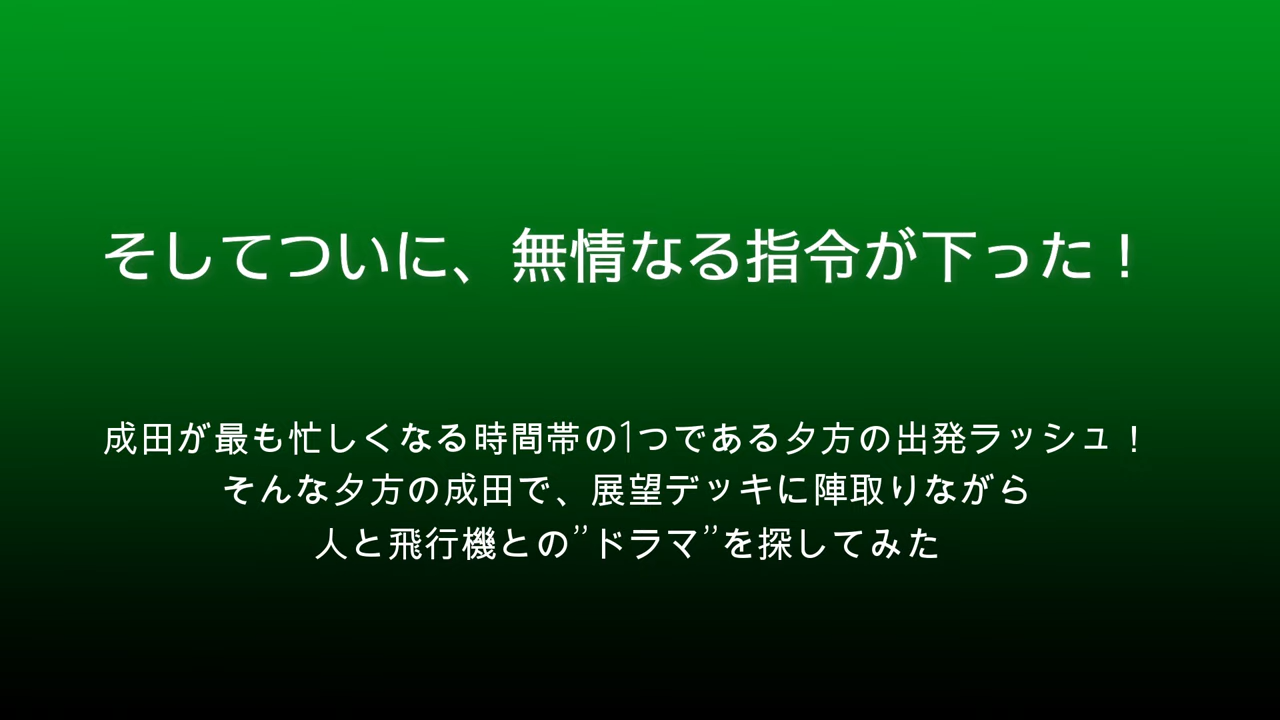 そしてついに、無情なる指令が下った！
成田が最も忙しくなる時間帯の1つである夕方の出発ラッシュ！
そんな夕方の成田で、展望デッキに陣取りながら
人と飛行機との”ドラマ”を探してみた